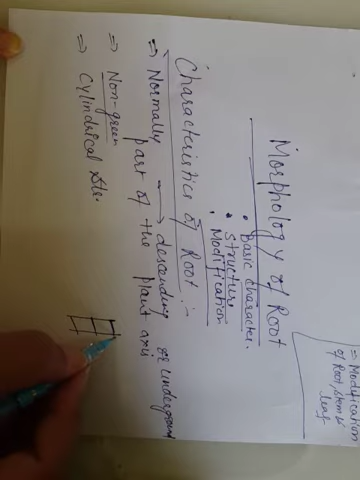 = Modification
of Root, stem &
leaf
Morphology of Root
• Basic character.
• Structure
• Modification
Characteristics of Root :-
⇒ Normally → descending or underground
part of the plant axis
⇒ Non-green
⇒ Cylindrical str.